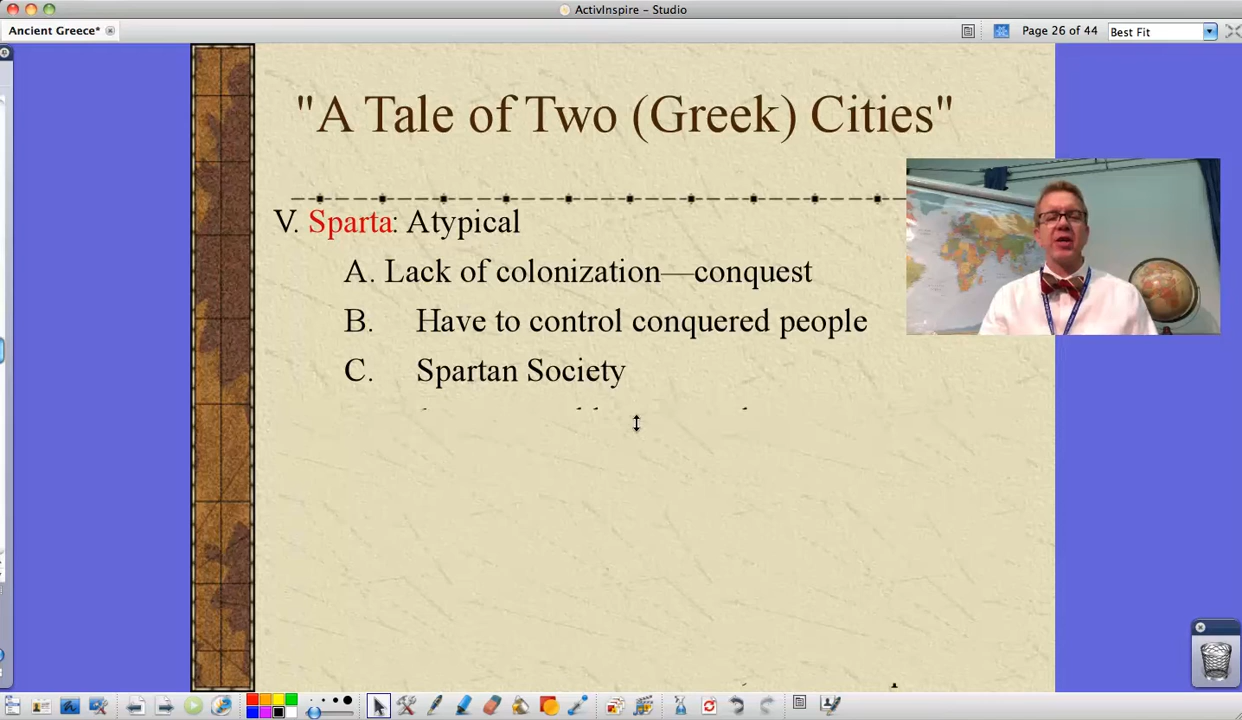 ActivInspire – Studio
Ancient Greece*
Page 26 of 44
Best Fit
"A Tale of Two (Greek) Cities"
V. Sparta: Atypical
A. Lack of colonization—conquest
B. Have to control conquered people
C. Spartan Society